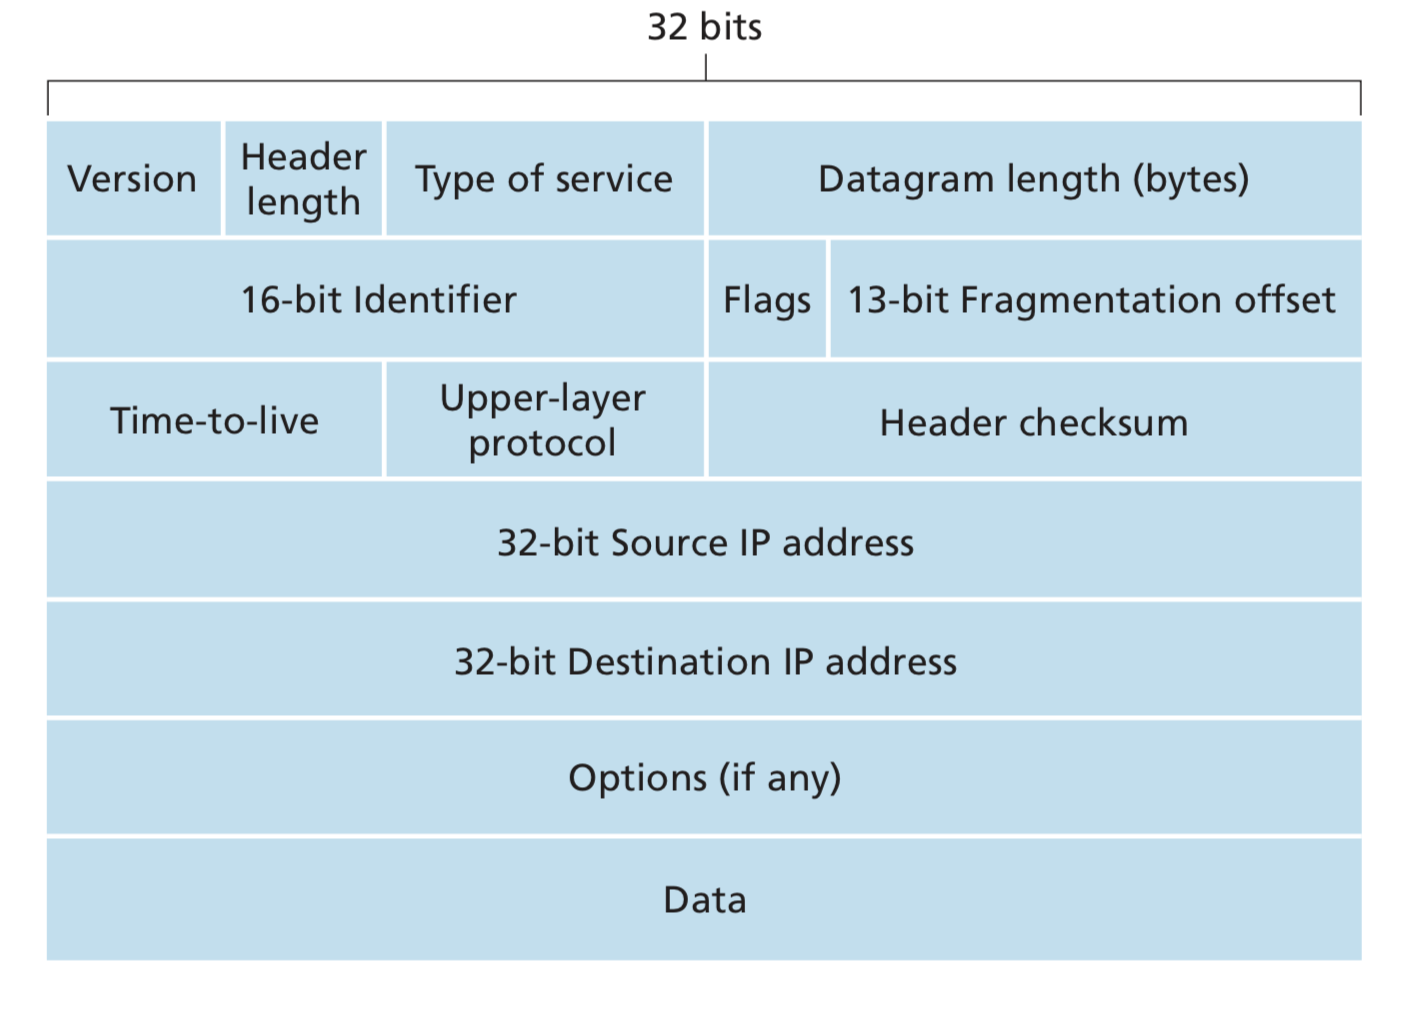 32 bits
Version
Header
length
Type of service
Datagram length (bytes)
16-bit Identifier
Flags
13-bit Fragmentation offset
Time-to-live
Upper-layer
protocol
Header checksum
32-bit Source IP address
32-bit Destination IP address
Options (if any)
Data